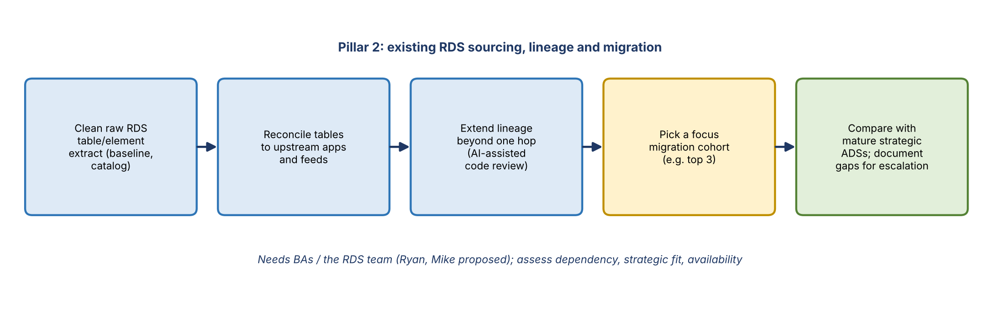 Pillar 2: existing RDS sourcing, lineage and migration
Clean raw RDS
table/element
extract (baseline,
catalog)
Reconcile tables
to upstream apps
and feeds
Extend lineage
beyond one hop
(AI-assisted
code review)
Pick a focus
migration cohort
(e.g. top 3)
Compare with
mature strategic
ADSs; document
gaps for escalation
Needs BAs / the RDS team (Ryan, Mike proposed); assess dependency, strategic fit, availability